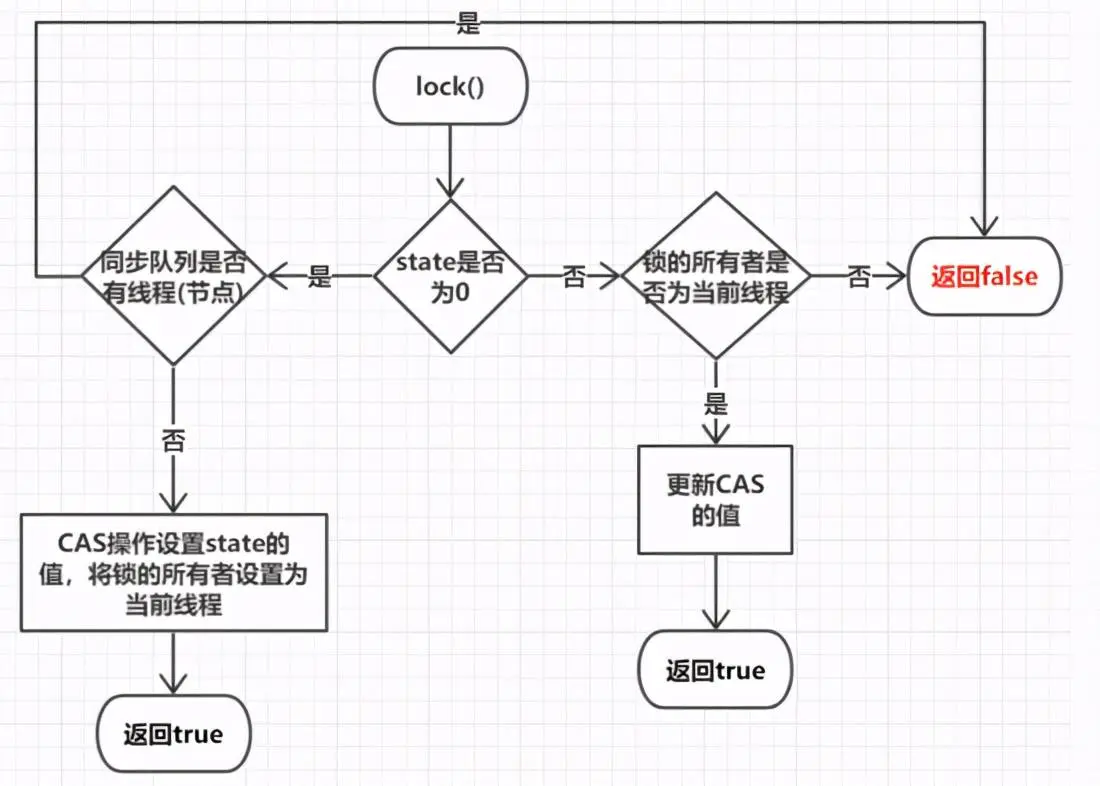 是
lock()
同步队列是否
有线程(节点)
是
state是否
为0
否
锁的所有者是
否为当前线程
否
返回false
否
是
CAS操作设置state的
值，将锁的所有者设置为
当前线程
更新CAS
的值
返回true
返回true